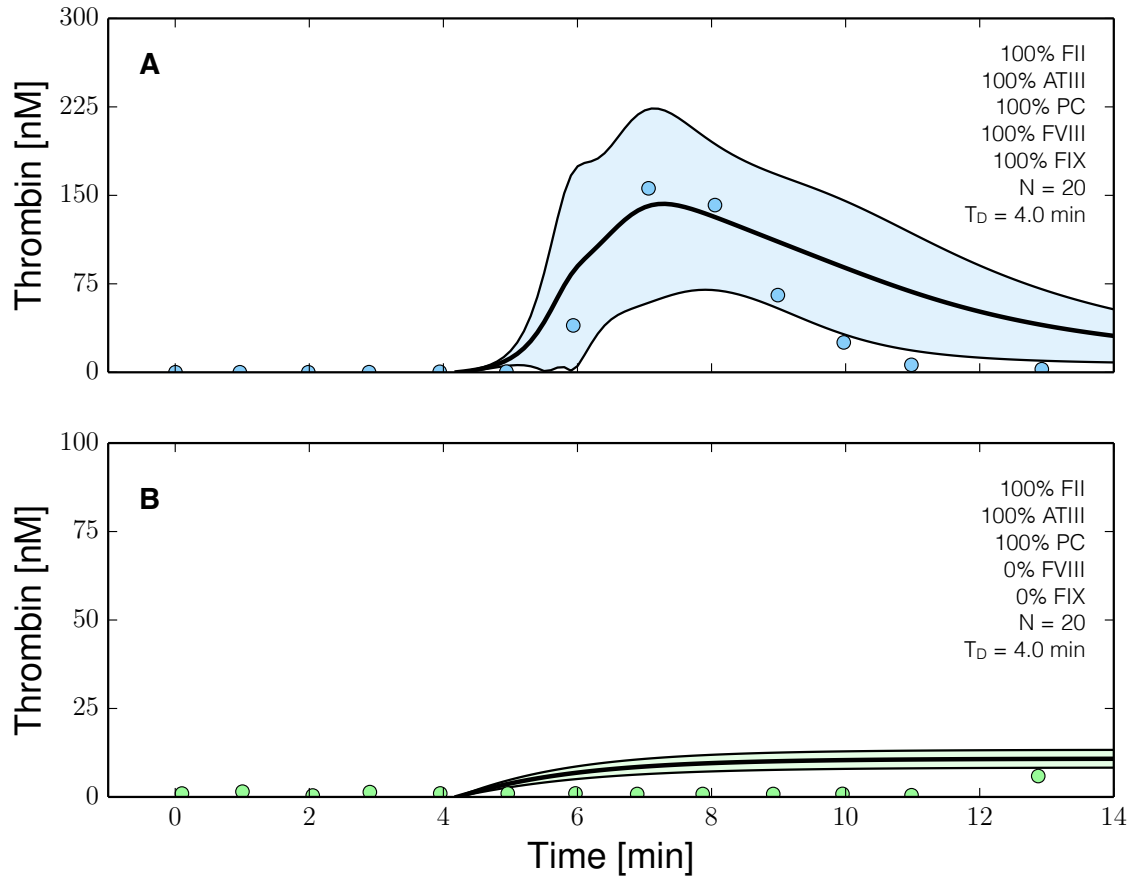 300
225
150
75
0
Thrombin [nM]
A
100% FII
100% ATIII
100% PC
100% FVIII
100% FIX
N = 20
T_D = 4.0 min
100
75
50
25
0
Thrombin [nM]
B
100% FII
100% ATIII
100% PC
0% FVIII
0% FIX
N = 20
T_D = 4.0 min
0 2 4 6 8 10 12 14
Time [min]